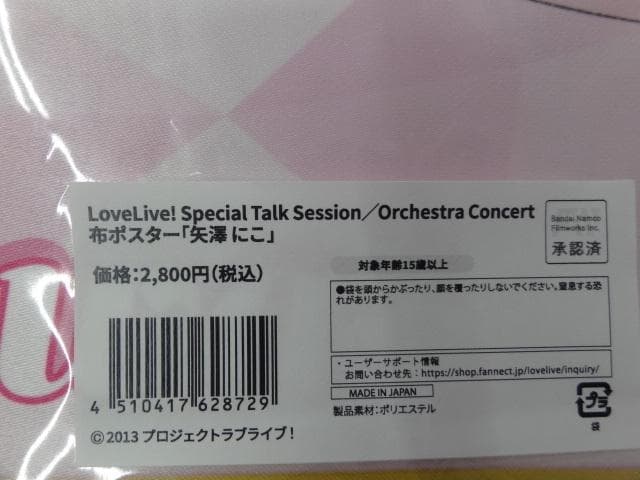 LoveLive! Special Talk Session／Orchestra Concert
布ポスター「矢澤 にこ」
Bandai Namco
Filmworks Inc.
承認済
価格：2,800円（税込）
対象年齢15歳以上
●袋を頭からかぶったり、顔を覆ったりしないでください。窒息する恐
れがあります。
・ユーザーサポート情報
お問い合わせ先：https://shop.fannect.jp/lovelive/inquiry/
MADE IN JAPAN
製品素材：ポリエステル
プラ
袋
4 510417 628729
©2013 プロジェクトラブライブ！